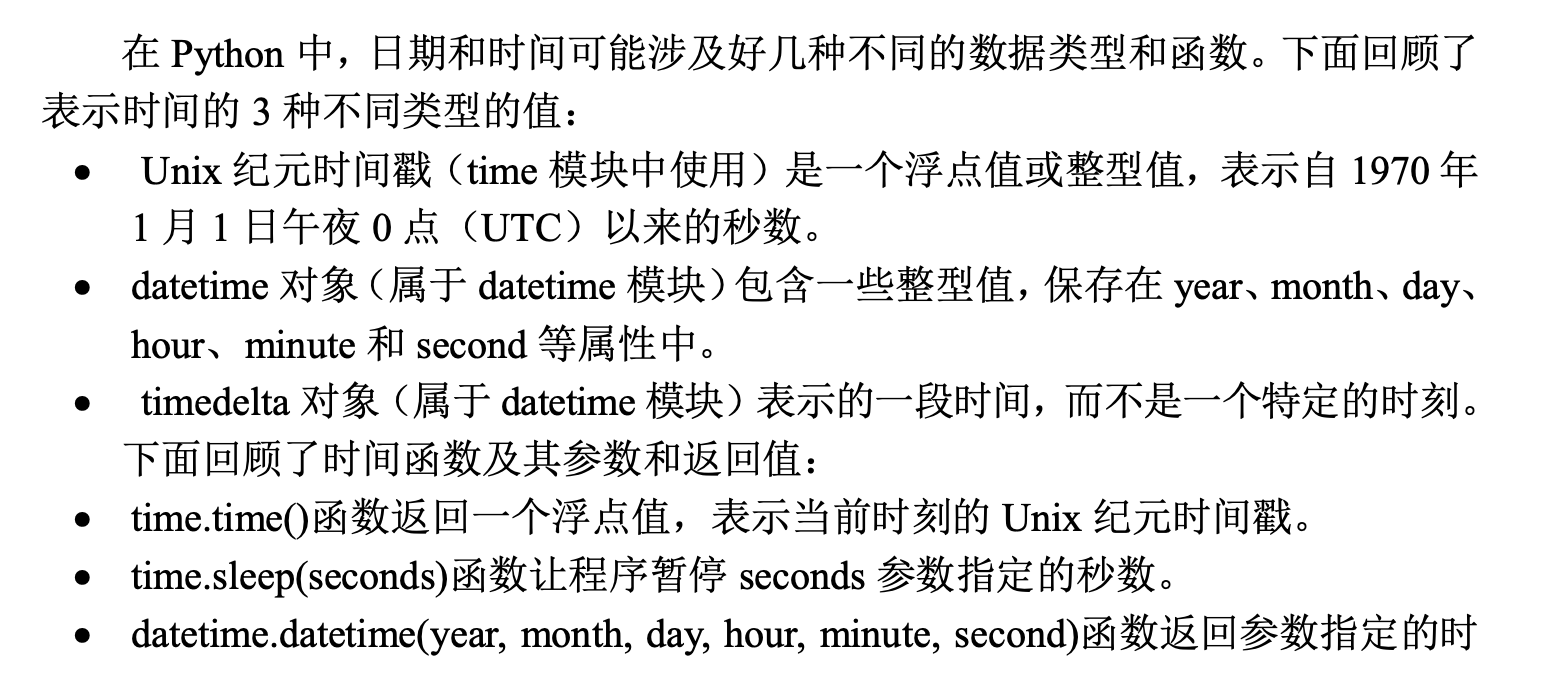 在 Python 中，日期和时间可能涉及好几种不同的数据类型和函数。下面回顾了
表示时间的 3 种不同类型的值：
• Unix 纪元时间戳（time 模块中使用）是一个浮点值或整型值，表示自 1970 年
1 月 1 日午夜 0 点（UTC）以来的秒数。
• datetime 对象（属于 datetime 模块）包含一些整型值，保存在 year、month、day、
hour、minute 和 second 等属性中。
• timedelta 对象（属于 datetime 模块）表示的一段时间，而不是一个特定的时刻。
下面回顾了时间函数及其参数和返回值：
• time.time()函数返回一个浮点值，表示当前时刻的 Unix 纪元时间戳。
• time.sleep(seconds)函数让程序暂停 seconds 参数指定的秒数。
• datetime.datetime(year, month, day, hour, minute, second)函数返回参数指定的时